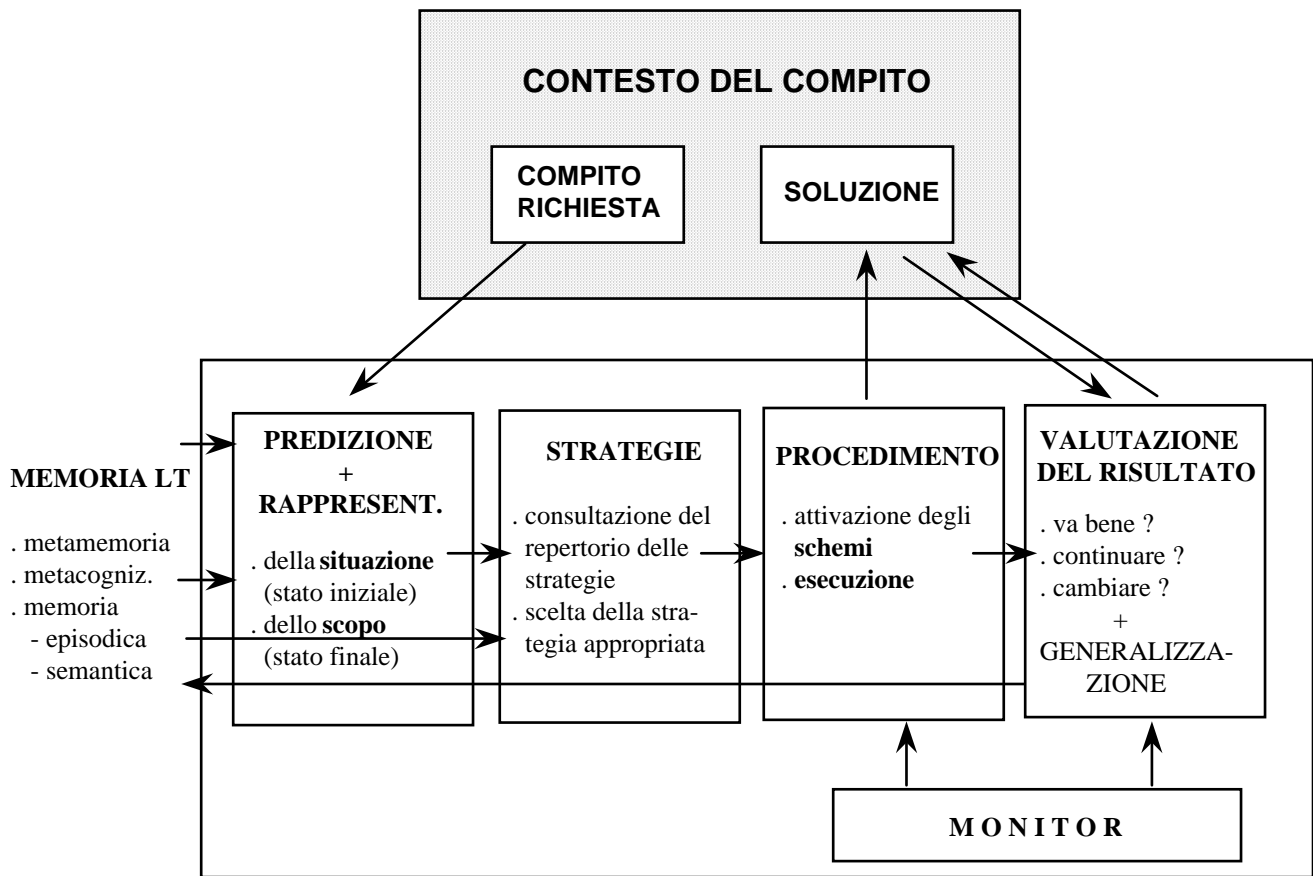 CONTESTO DEL COMPITO
COMPITO
RICHIESTA
SOLUZIONE
MEMORIA LT
. metamemoria
. metacogniz.
. memoria
- episodica
- semantica
PREDIZIONE
+
RAPPRESENT.
. della situazione
(stato iniziale)
. dello scopo
(stato finale)
STRATEGIE
. consultazione del
repertorio delle
strategie
. scelta della stra-
tegia appropriata
PROCEDIMENTO
. attivazione degli
schemi
. esecuzione
VALUTAZIONE
DEL RISULTATO
. va bene ?
. continuare ?
. cambiare ?
+
GENERALIZZA-
ZIONE
M O N I T O R